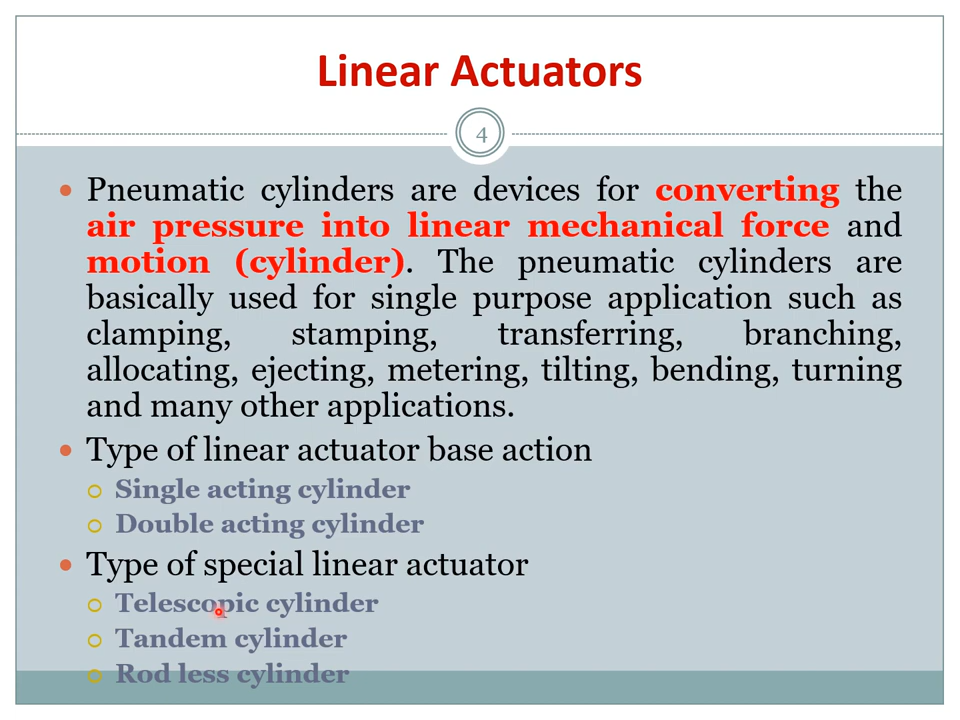 Linear Actuators
4
Pneumatic cylinders are devices for converting the
air pressure into linear mechanical force and
motion (cylinder). The pneumatic cylinders are
basically used for single purpose application such as
clamping, stamping, transferring, branching,
allocating, ejecting, metering, tilting, bending, turning
and many other applications.
Type of linear actuator base action
Single acting cylinder
Double acting cylinder
Type of special linear actuator
Telescopic cylinder
Tandem cylinder
Rod less cylinder